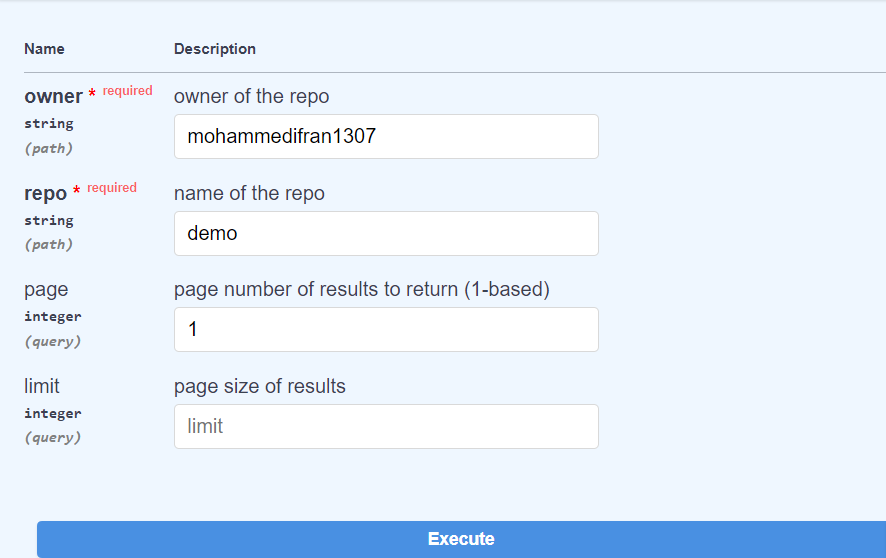 Name Description
owner * required owner of the repo
string
(path)
mohammedifran1307
repo * required name of the repo
string
(path)
demo
page page number of results to return (1-based)
integer
(query)
1
limit page size of results
integer
(query)
limit
Execute